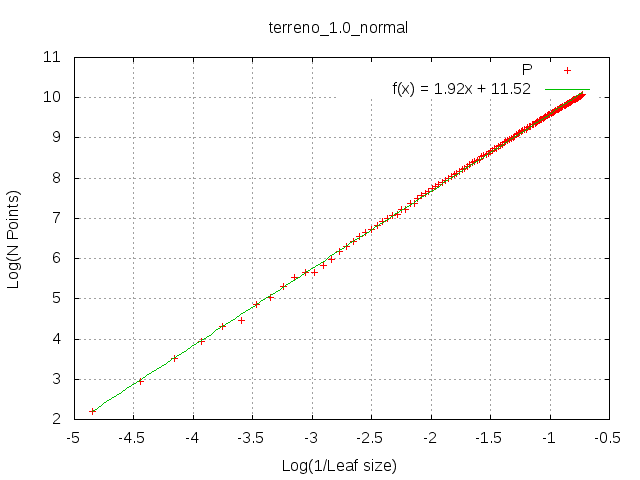 terreno_1.0_normal
11
10
9
8
7
6
5
4
3
2
Log(N Points)
P
f(x) = 1.92x + 11.52
-5 -4.5 -4 -3.5 -3 -2.5 -2 -1.5 -1 -0.5
Log(1/Leaf size)